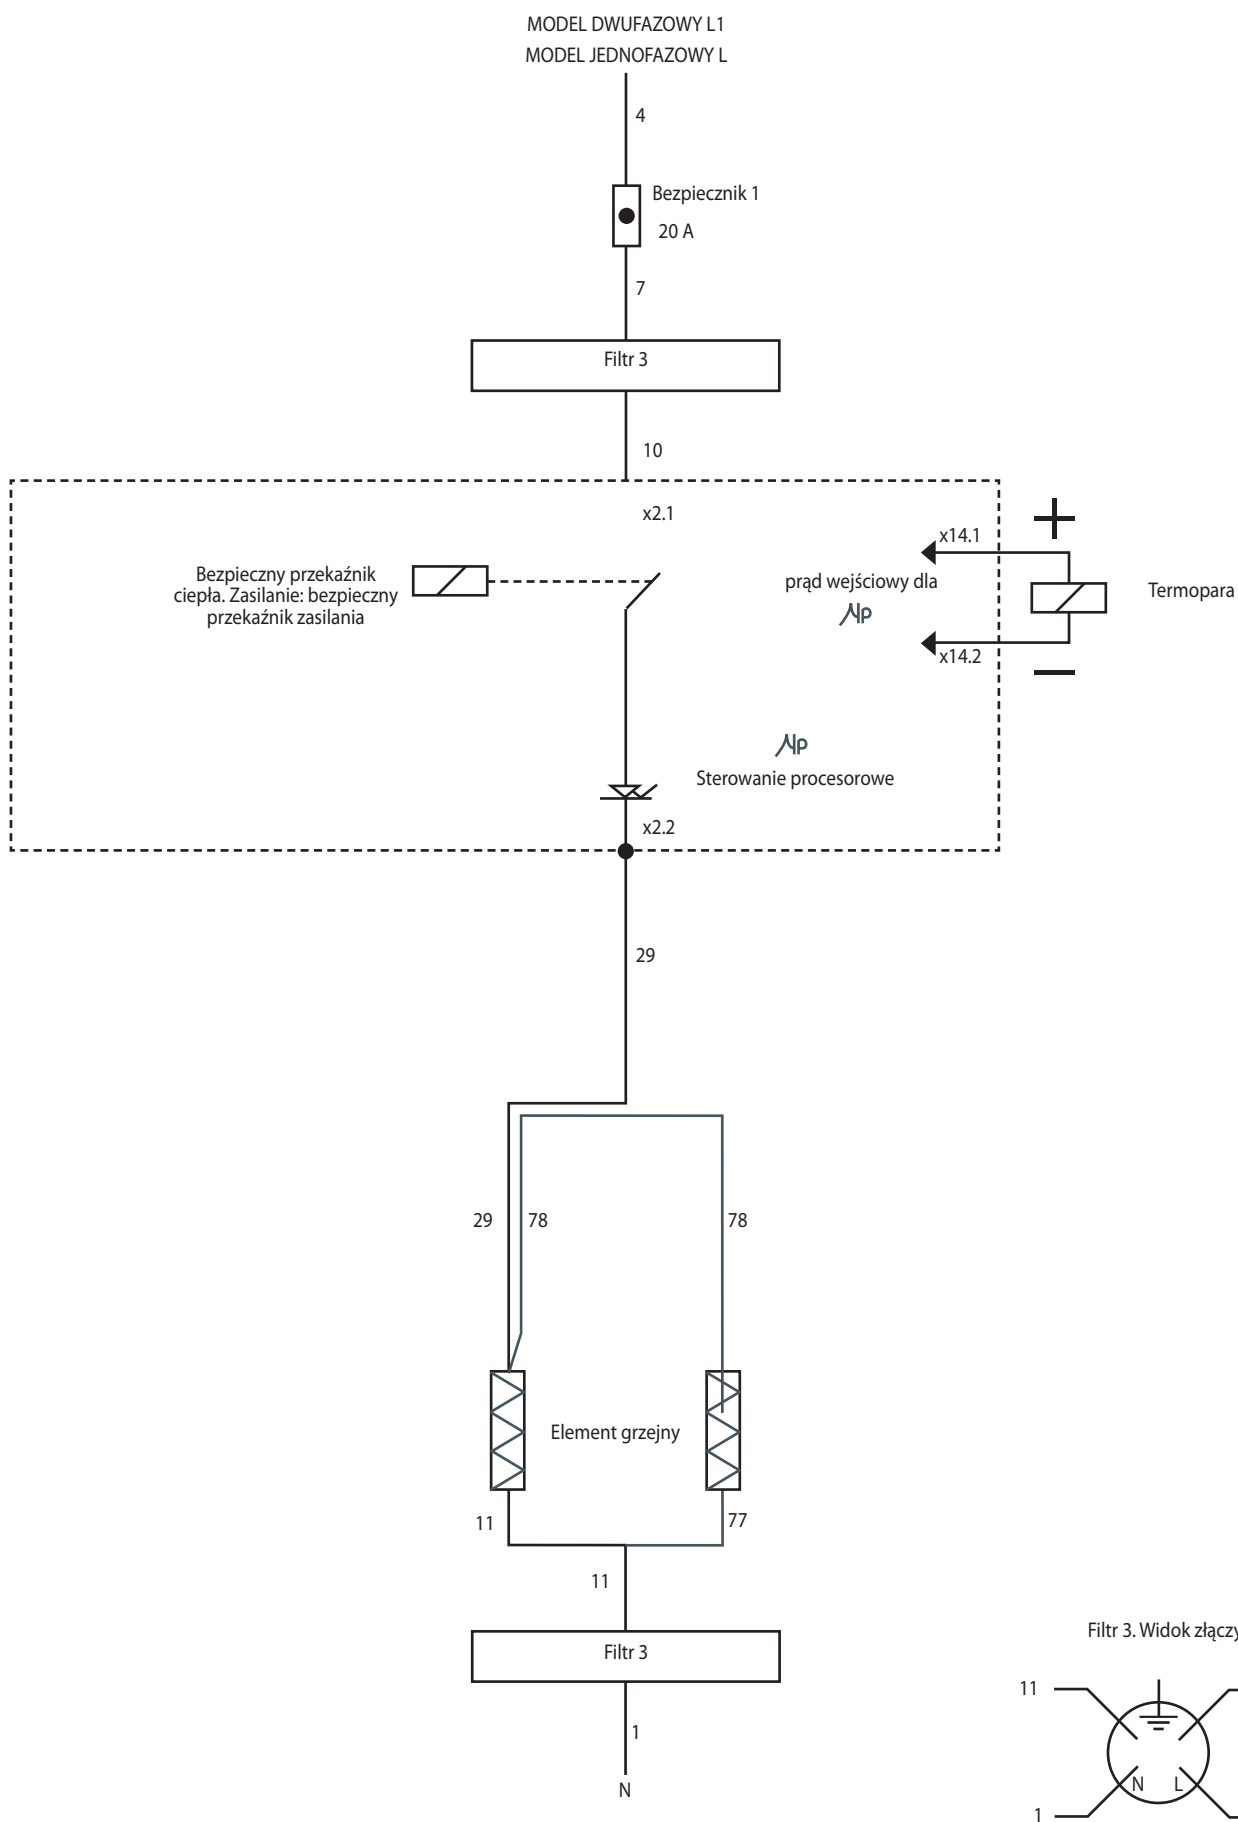 MODEL DWUFAZOWY L1
MODEL JEDNOFAZOWY L
4
Bezpiecznik 1
20 A
7
Filtr 3
10
x2.1
x14.1
Bezpieczny przekaźnik
ciepła. Zasilanie: bezpieczny
przekaźnik zasilania
prąd wejściowy dla
Termopara
x14.2
Sterowanie procesorowe
x2.2
29
29
78
78
Element grzejny
11
77
11
Filtr 3
1
N
Filtr 3. Widok złączy
11
N
L
1